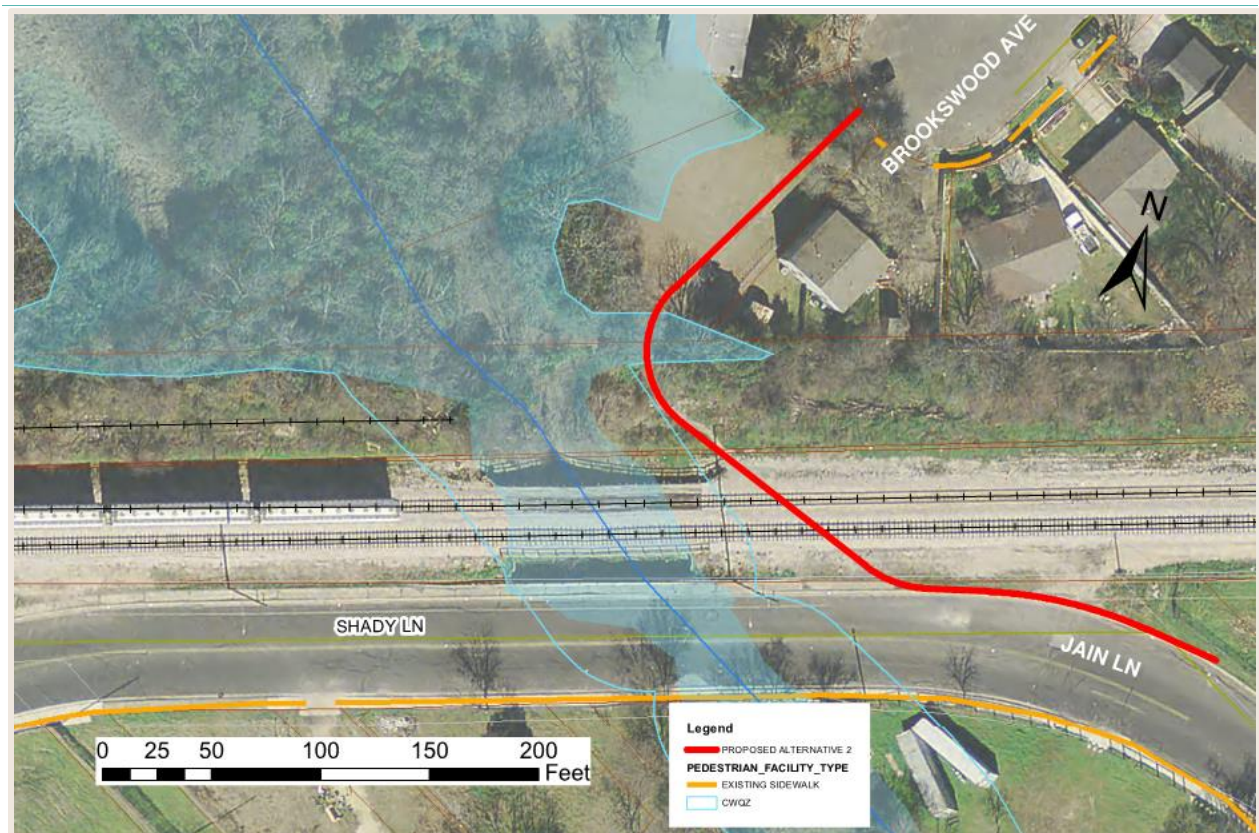 BROOKSWOOD AVE
N
SHADY LN
JAIN LN
0 25 50 100 150 200
Feet
Legend
PROPOSED ALTERNATIVE 2
PEDESTRIAN_FACILITY_TYPE
EXISTING SIDEWALK
CWQZ